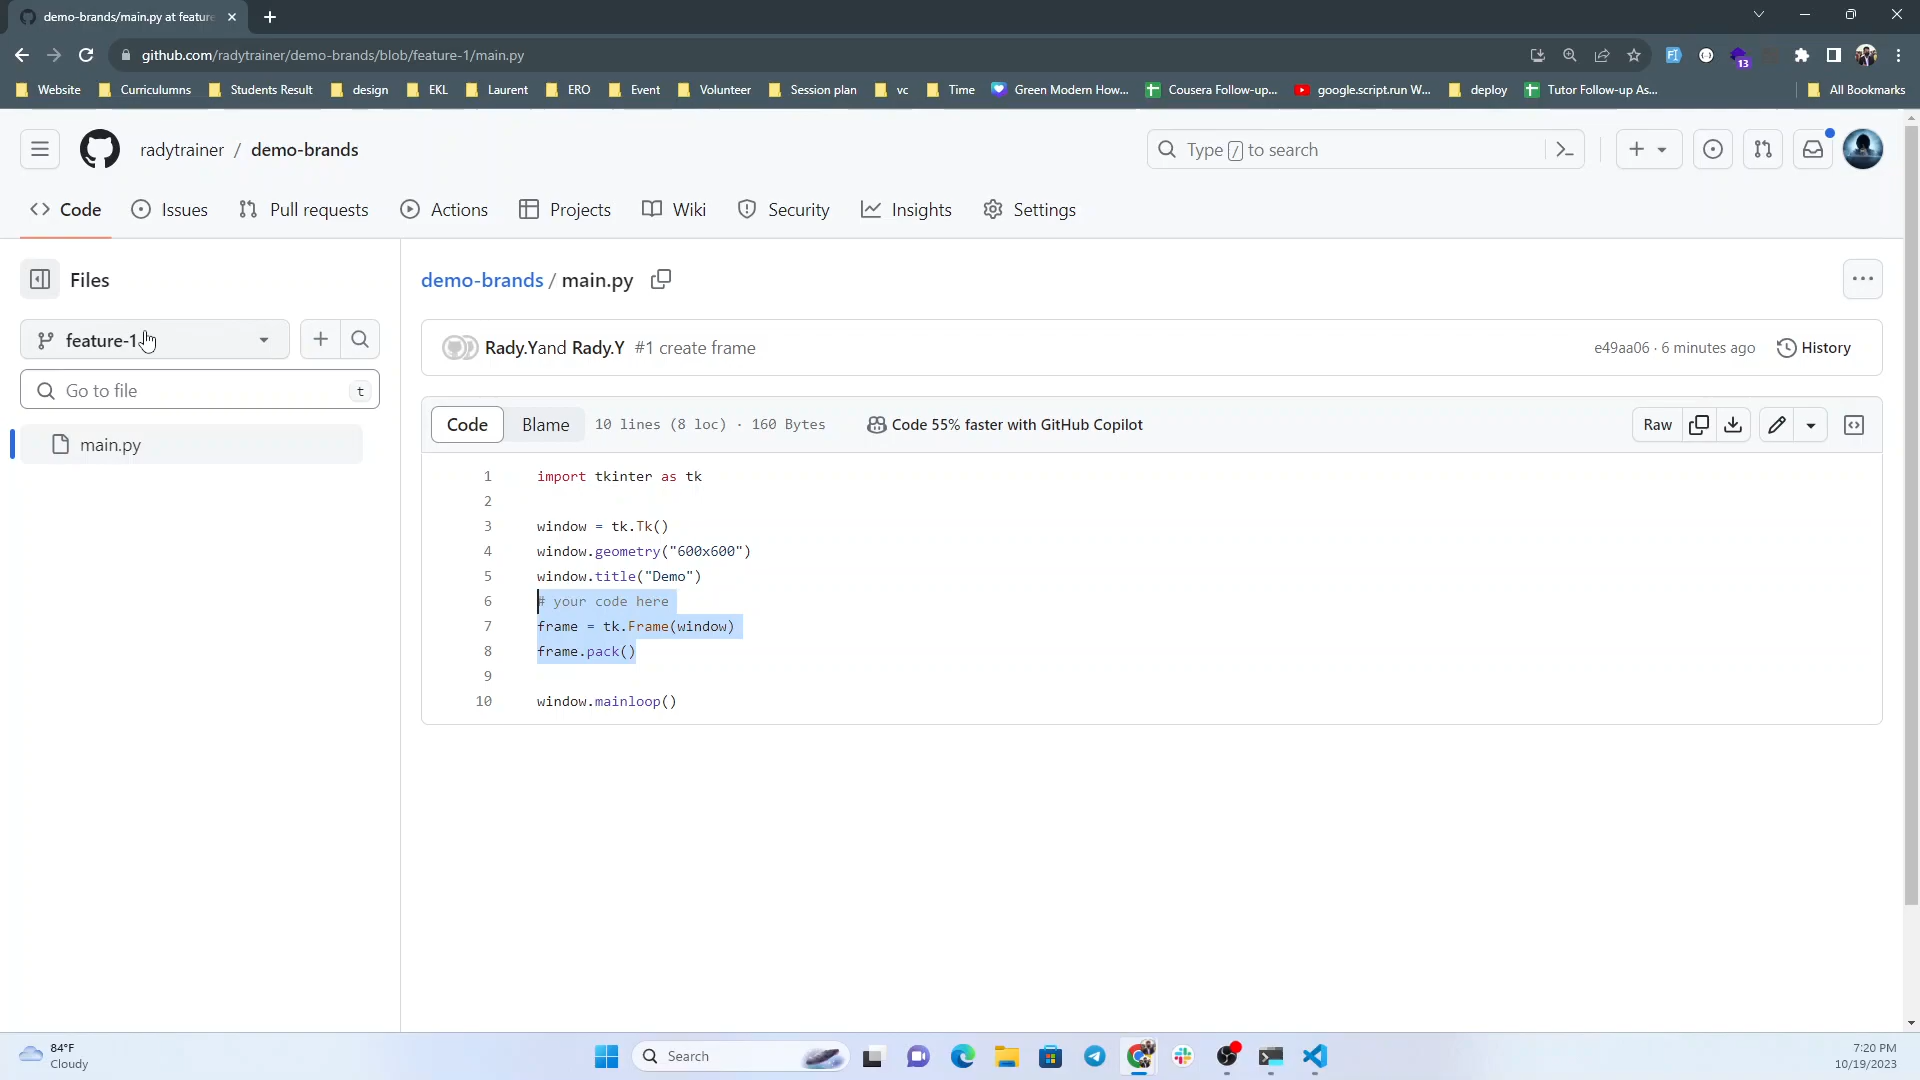 demo-brands/main.py at feature
github.com/radytrainer/demo-brands/blob/feature-1/main.py
13
Website
Curriculumns
Students Result
design
EKL
Laurent
ERO
Event
Volunteer
Session plan
vc
Time
Green Modern How...
Cousera Follow-up...
google.script.run W...
deploy
Tutor Follow-up As...
All Bookmarks
radytrainer / demo-brands
Type / to search
Code
Issues
Pull requests
Actions
Projects
Wiki
Security
Insights
Settings
Files
feature-1
Go to file
t
main.py
demo-brands / main.py
Rady.Yand Rady.Y #1 create frame
e49aa06 · 6 minutes ago
History
Code
Blame
10 lines (8 loc) · 160 Bytes
Code 55% faster with GitHub Copilot
Raw
1 import tkinter as tk
2
3 window = tk.Tk()
4 window.geometry("600x600")
5 window.title("Demo")
6 # your code here
7 frame = tk.Frame(window)
8 frame.pack()
9
10 window.mainloop()
84°F
Cloudy
Search
7:20 PM
10/19/2023